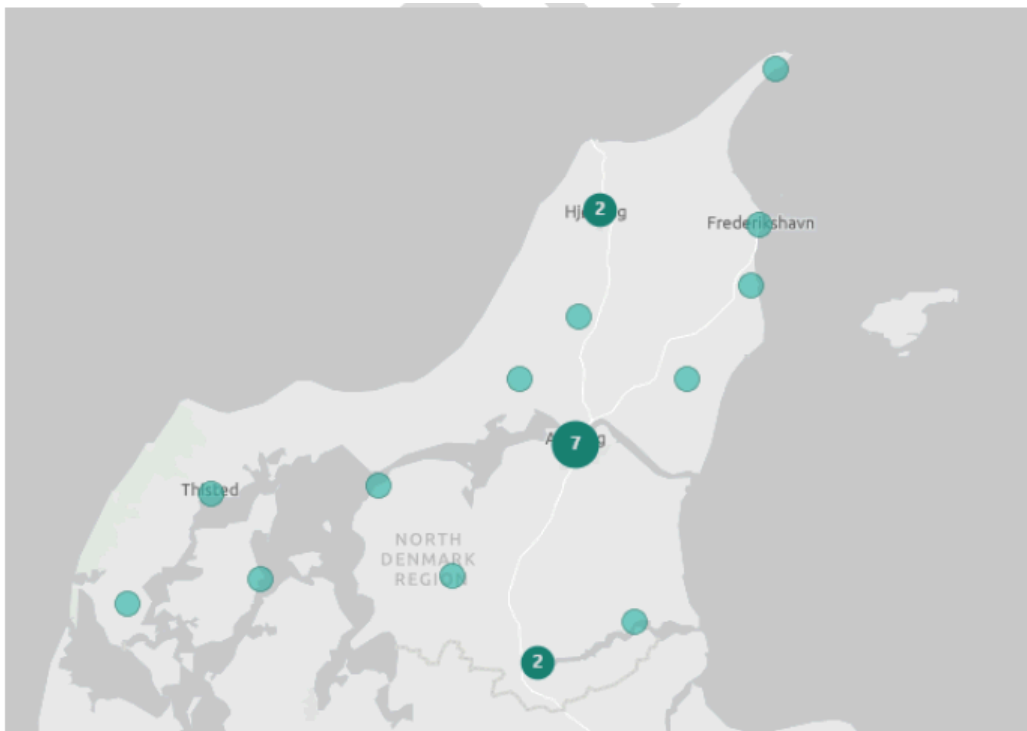 2
Frederikshavn
7
Thisted
NORTH
DENMARK
REGION
2